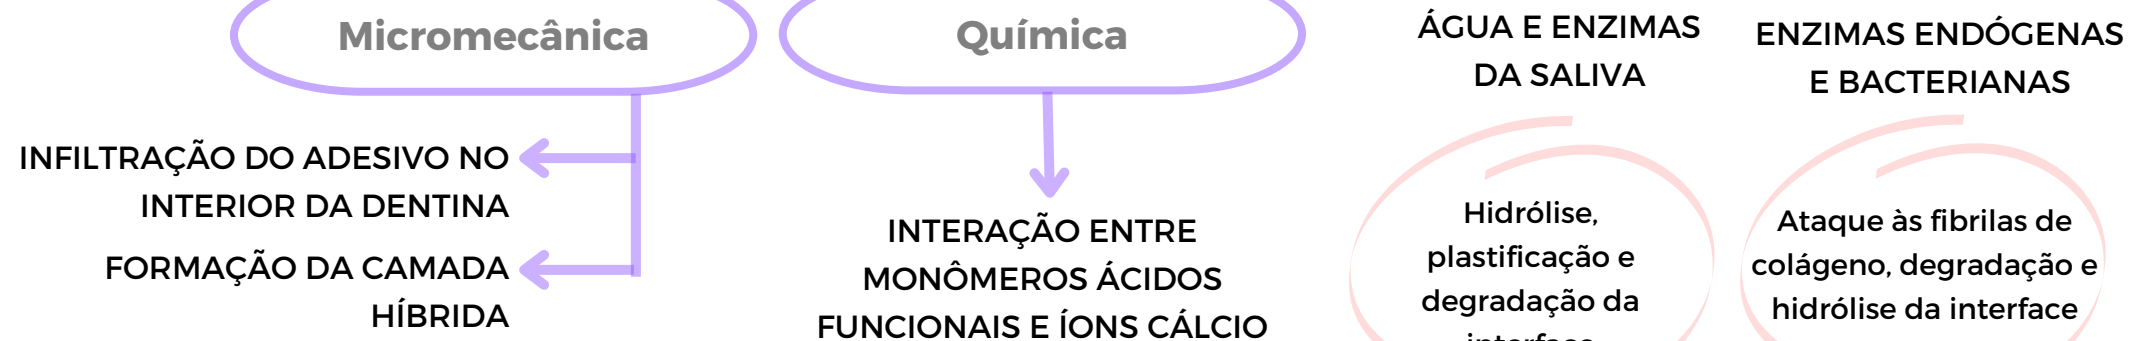 Micromecânica
INFILTRAÇÃO DO ADESIVO NO
INTERIOR DA DENTINA
FORMAÇÃO DA CAMADA
HÍBRIDA
Química
INTERAÇÃO ENTRE
MONÔMEROS ÁCIDOS
FUNCIONAIS E ÍONS CÁLCIO
ÁGUA E ENZIMAS
DA SALIVA
Hidrólise,
plastificação e
degradação da
interface
ENZIMAS ENDÓGENAS
E BACTERIANAS
Ataque às fibrilas de
colágeno, degradação e
hidrólise da interface